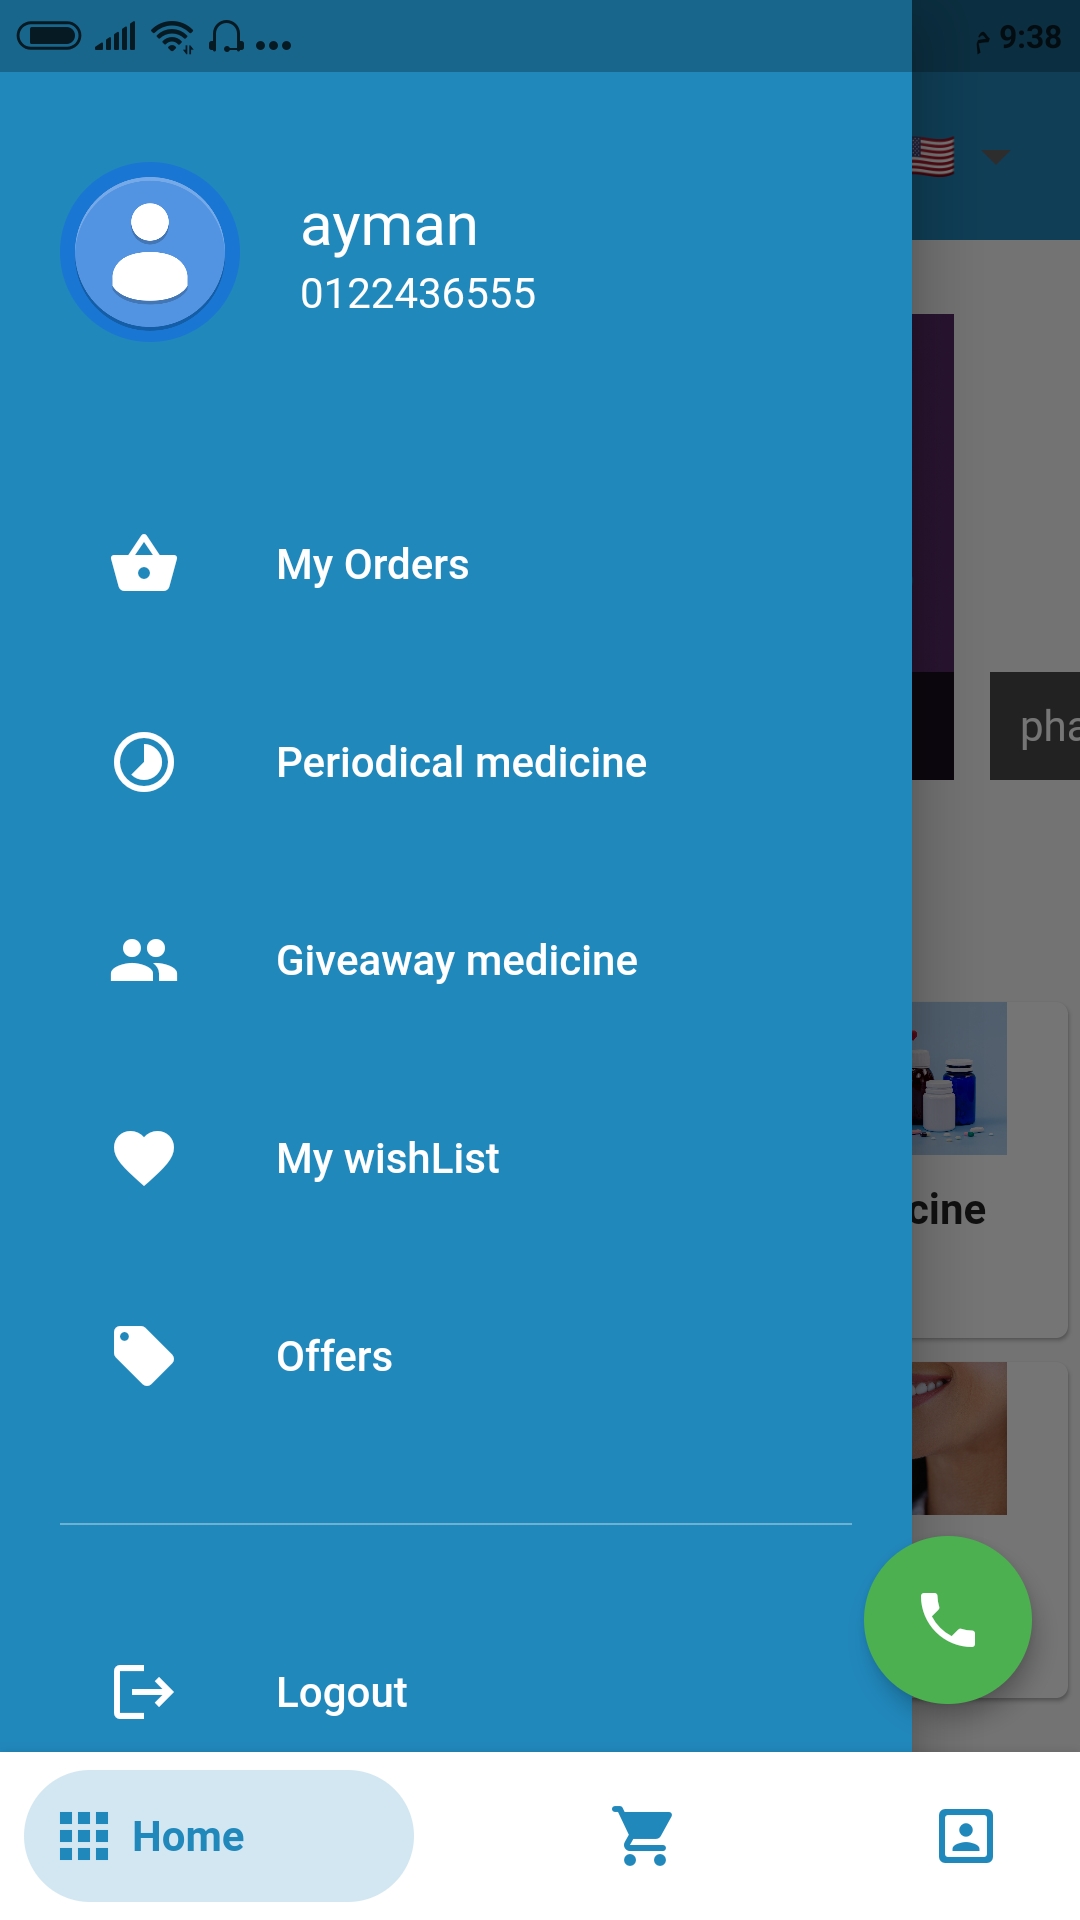 9:38 م
ayman
0122436555
My Orders
Periodical medicine
pha
Giveaway medicine
My wishList
cine
Offers
Logout
Home